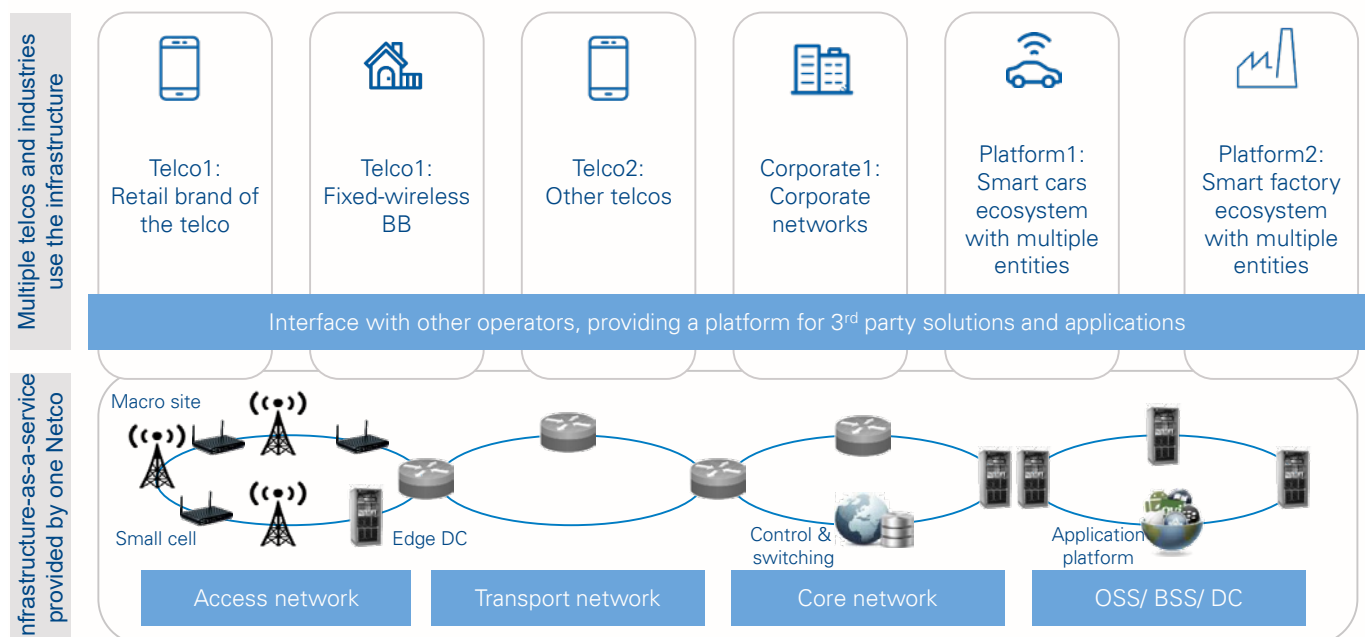 Multiple telcos and industries
use the infrastructure
Telco1:
Retail brand of
the telco
Telco1:
Fixed-wireless
BB
Telco2:
Other telcos
Corporate1:
Corporate
networks
Platform1:
Smart cars
ecosystem
with multiple
entities
Platform2:
Smart factory
ecosystem
with multiple
entities
Interface with other operators, providing a platform for 3rd party solutions and applications
nfrastructure-as-a-service
provided by one Netco
Macro site
Small cell
Edge DC
Control &
switching
Application
platform
Access network
Transport network
Core network
OSS/ BSS/ DC